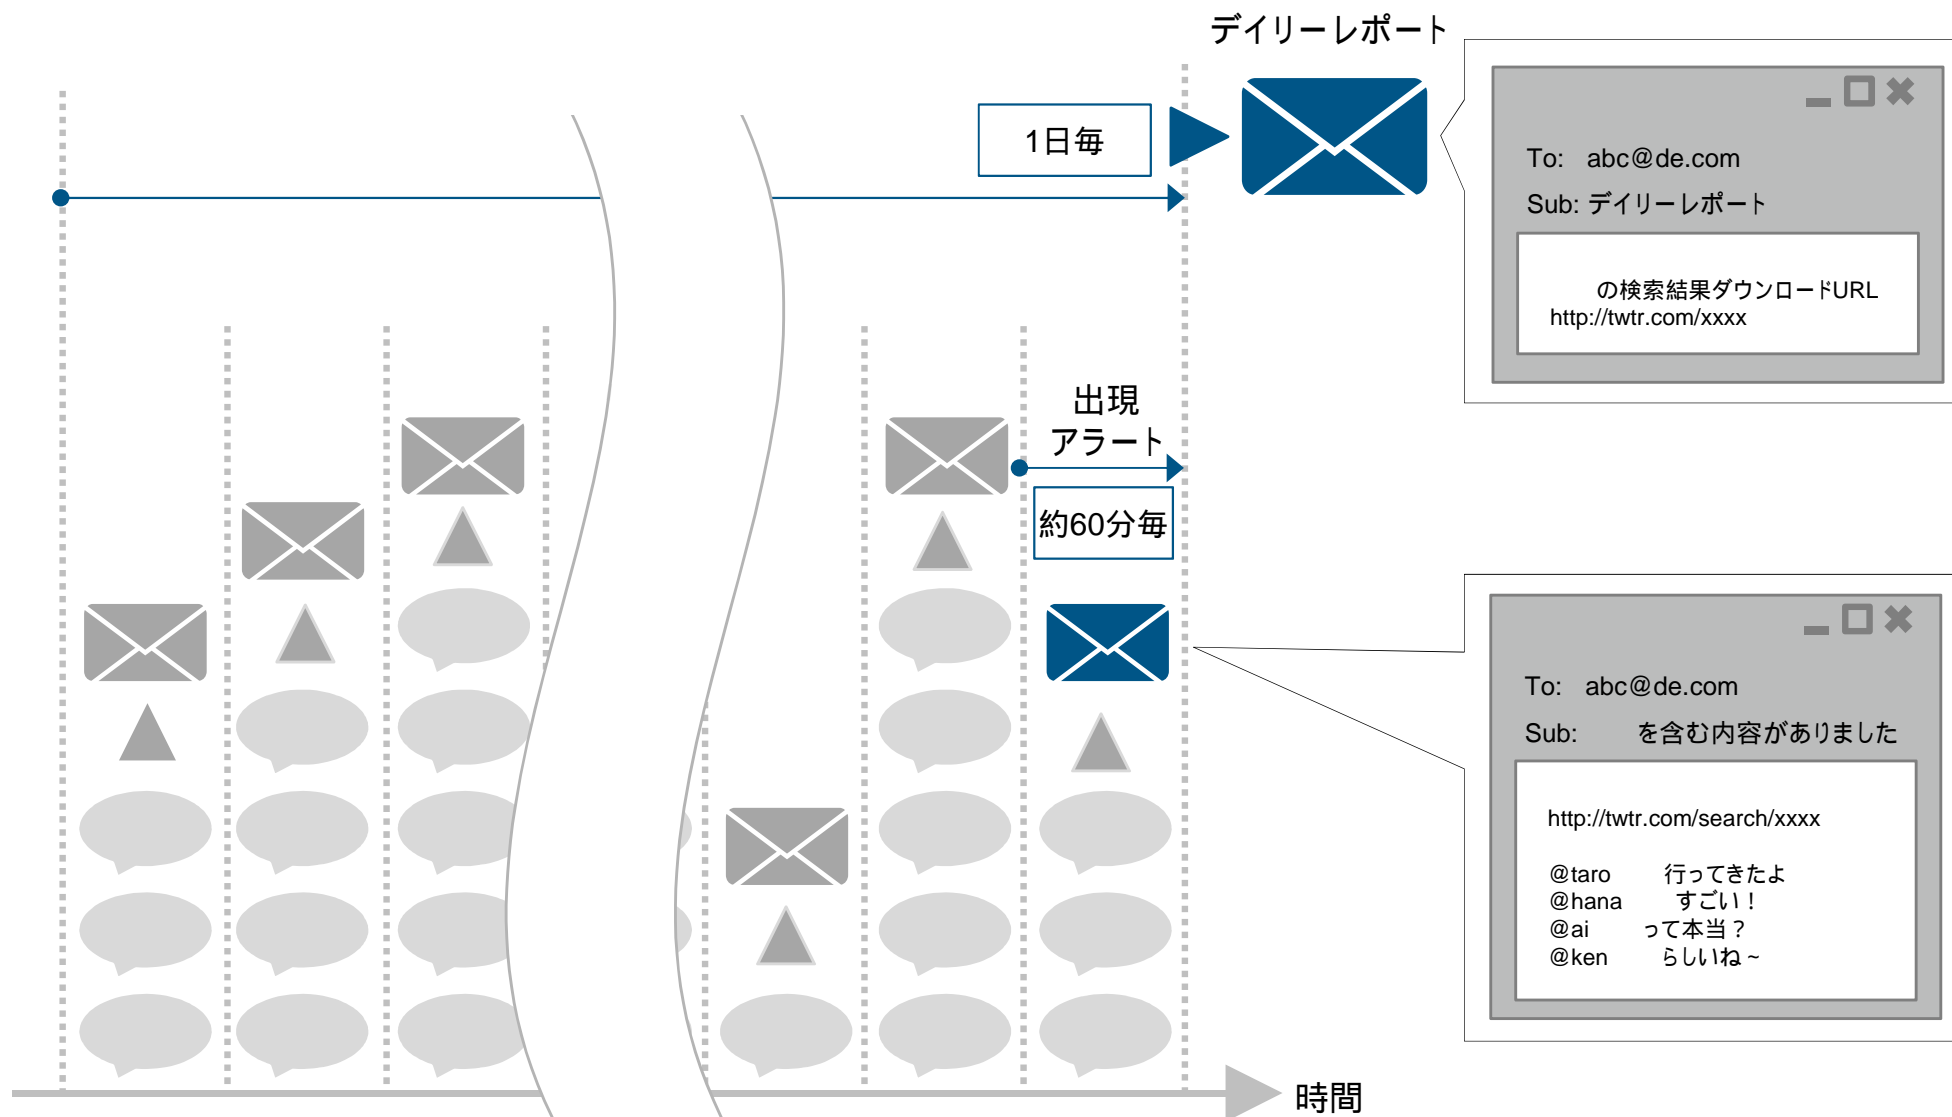 デイリーレポート
1日毎
To: abc@de.com
Sub: デイリーレポート
の検索結果ダウンロードURL
http://twtr.com/xxxx
出現
アラート
約60分毎
To: abc@de.com
Sub: を含む内容がありました
http://twtr.com/search/xxxx
@taro 行ってきたよ
@hana すごい！
@ai って本当？
@ken らしいね~
時間